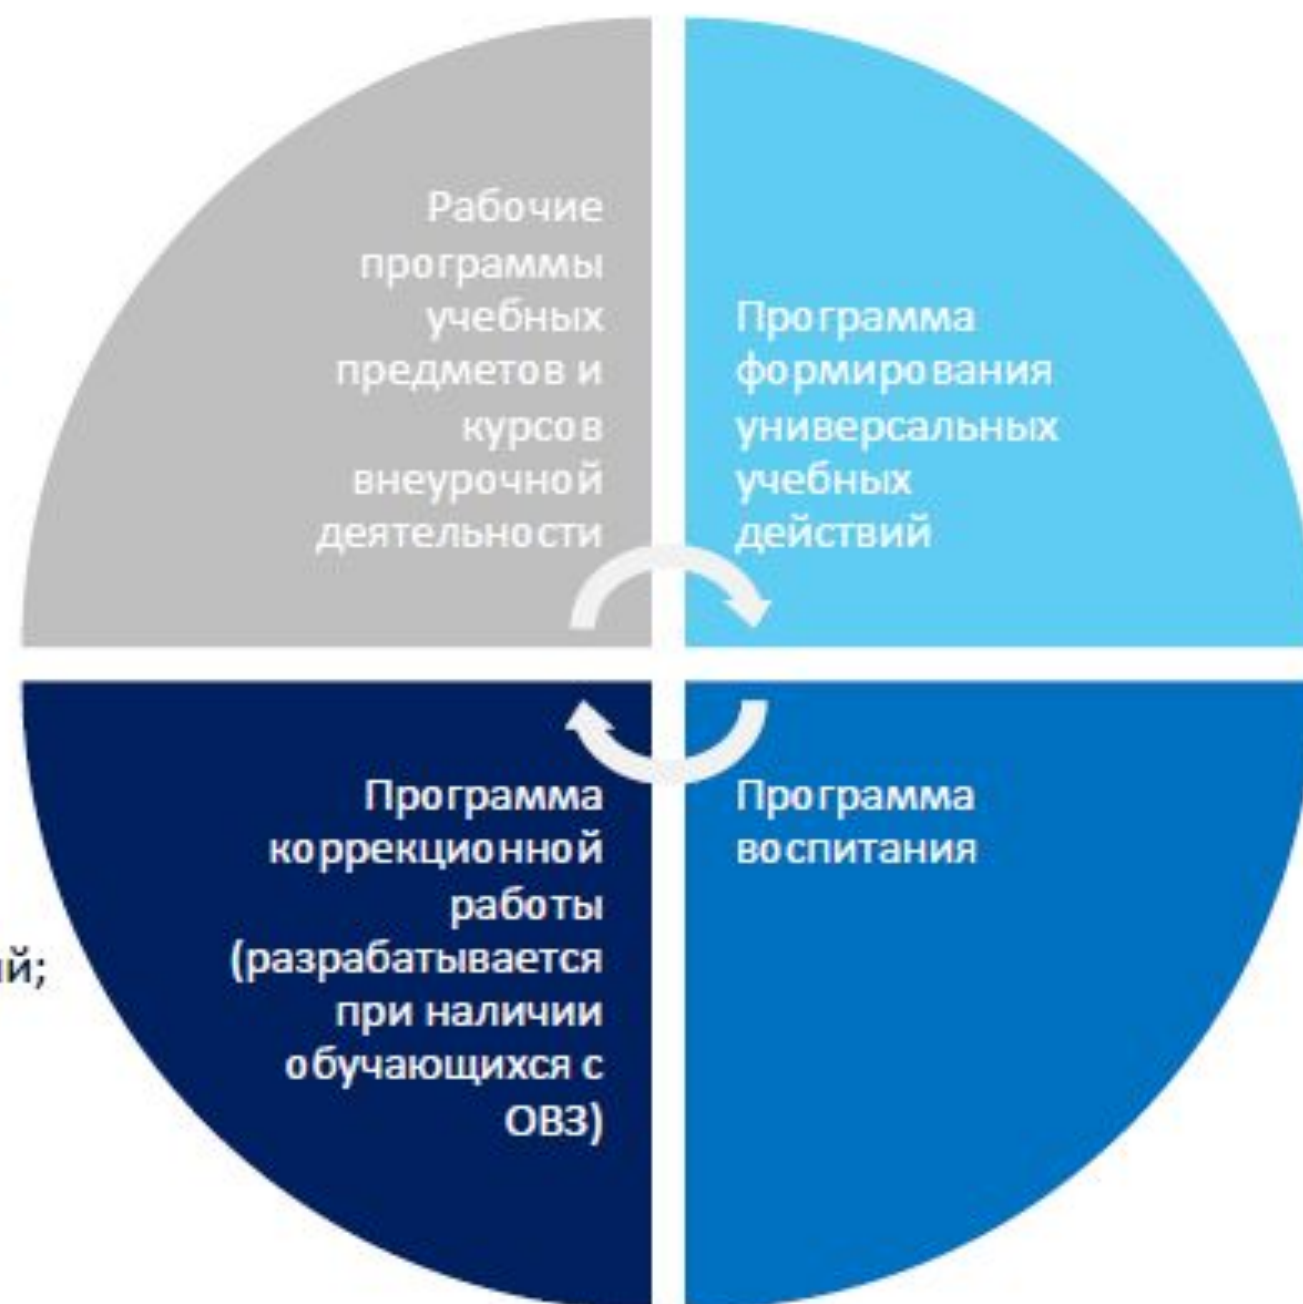 Рабочие
программы
учебных
предметов и
курсов
внеурочной
деятельности
Программа
формирования
универсальных
учебных
действий
Программа
коррекционной
работы
(разрабатывается
при наличии
обучающихся с
ОВЗ)
Программа
воспитания
ый;